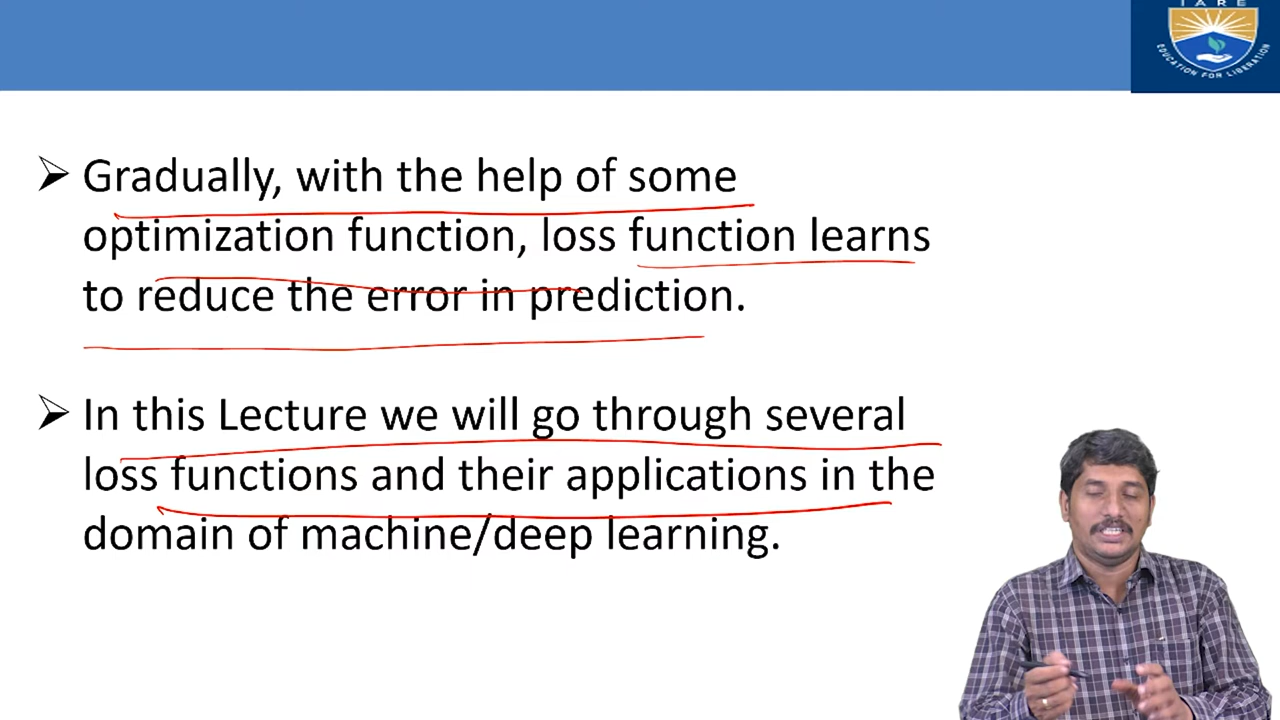 IARE
EDUCATION FOR LIBERATION
➢ Gradually, with the help of some
optimization function, loss function learns
to reduce the error in prediction.
➢ In this Lecture we will go through several
loss functions and their applications in the
domain of machine/deep learning.